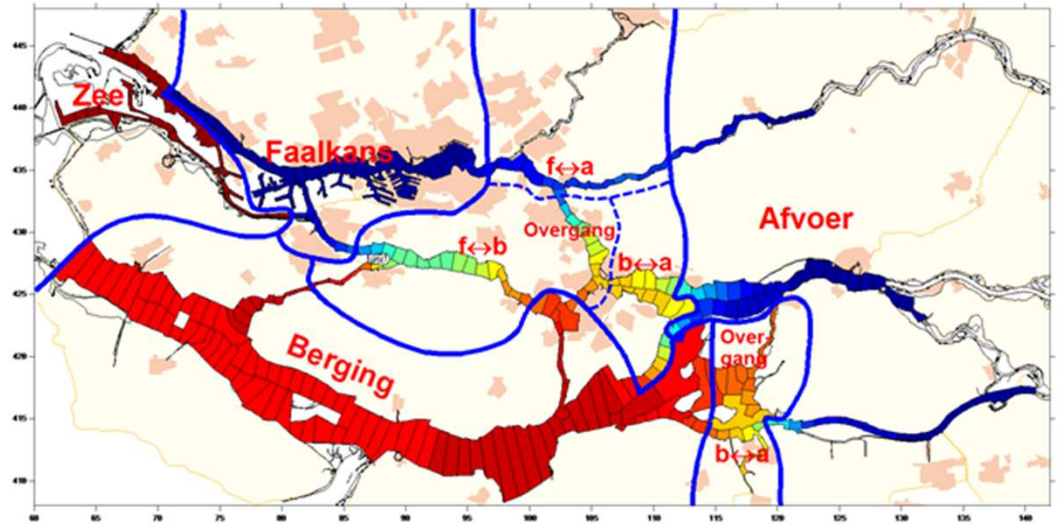 445
440
435
430
425
420
415
410
Zee
Faalkans
f↔a
Afvoer
Overgang
f↔b
b↔a
Berging
Over-
gang
b↔a
60 65 70 75 80 85 90 95 100 105 110 115 120 125 130 135 140